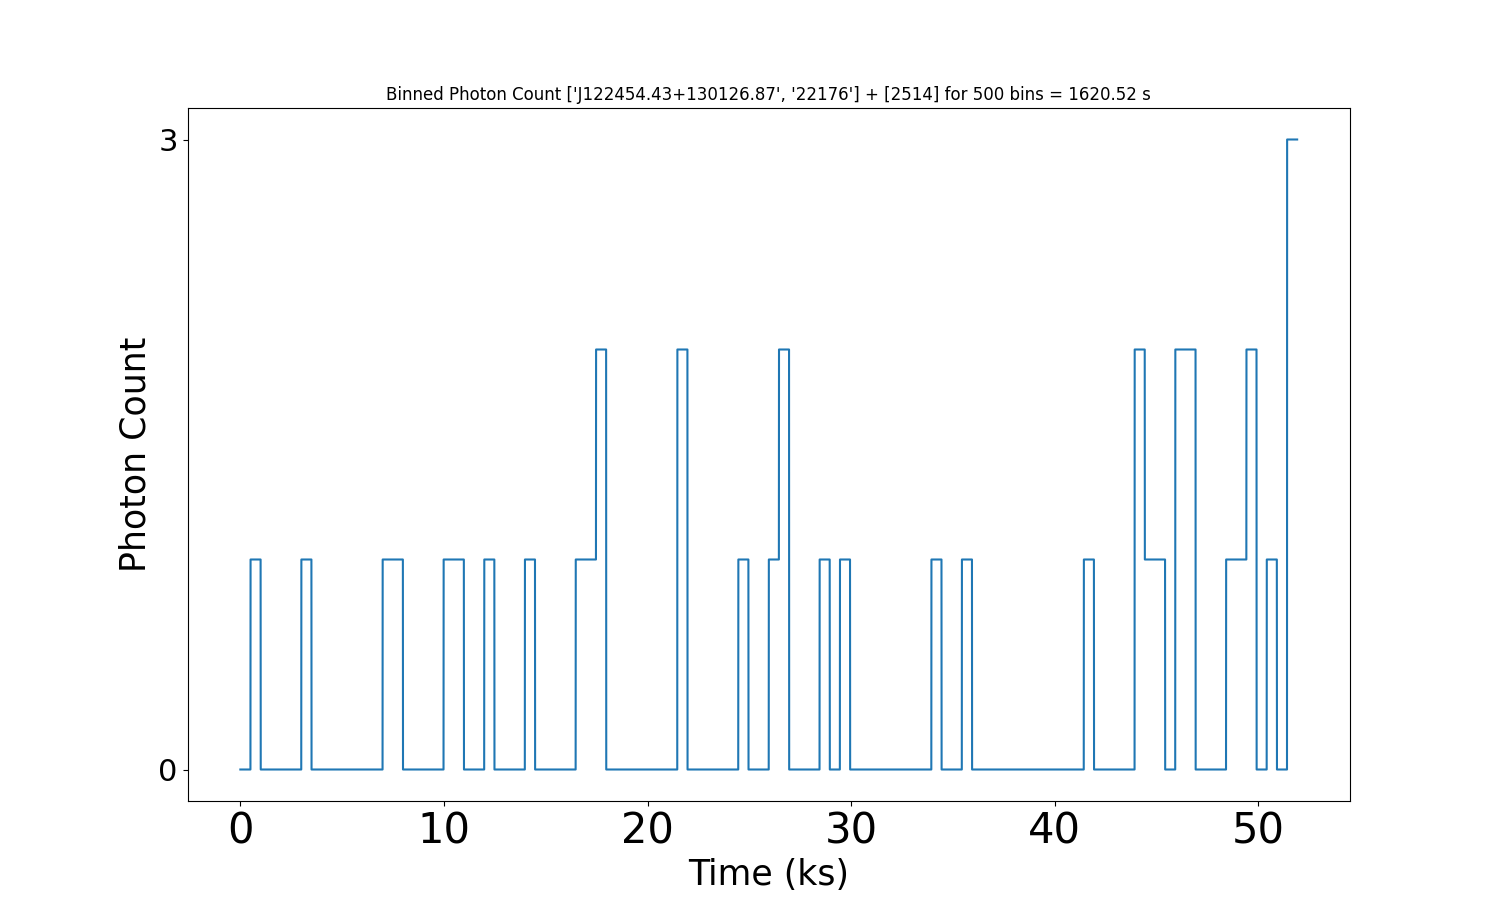 Binned Photon Count ['J122454.43+130126.87', '22176'] + [2514] for 500 bins = 1620.52 s
3
Photon Count
0
0 10 20 30 40 50
Time (ks)